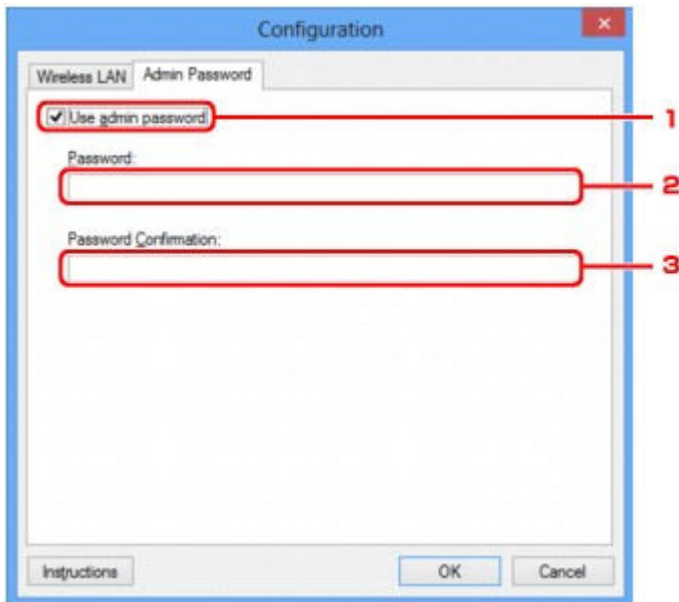 Configuration
Wireless LAN Admin Password
Use admin password 1
Password:
2
Password Confirmation:
3
Instructions OK Cancel